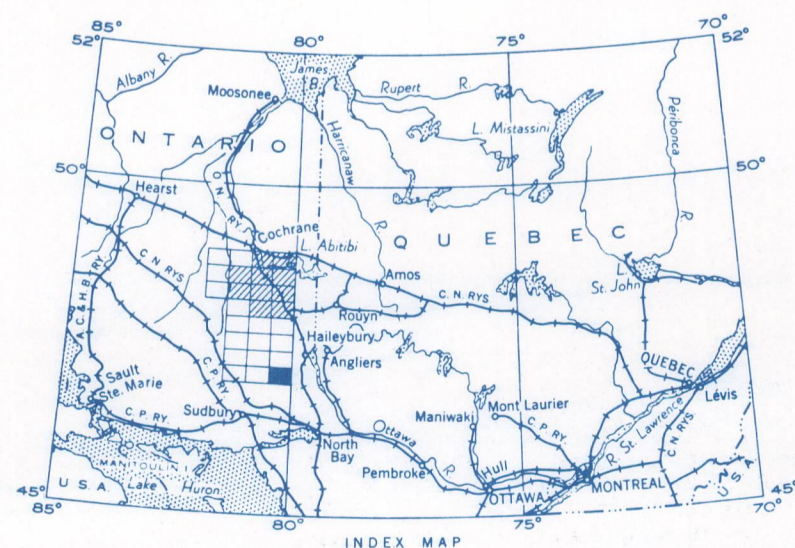 85°
80°
75°
70°
52°
52°
Albany R.
James
B.
Moosonee
Rupert R.
L. Mistassini
Péribonca
R.
Harricanaw
R.
ONTARIO
50°
50°
Hearst
O. N. RY.
Cochrane
L. Abitibi
QUEBEC
C. N. RYS
Amos
C. N. RYS
L.
St. John
A. C. & H. B. RY.
Rouyn
Haileybury
Angliers
C. P. RY.
QUEBEC
Lévis
Sault
Ste. Marie
C. P. RY.
Sudbury
Maniwaki
Mont Laurier
C. P. RY.
R. St. Lawrence
C. N. RYS
North
Bay
Ottawa
R.
Pembroke
Hull
OTTAWA
MONTREAL
MANITOULIN I.
U. S. A.
Lake Huron
U. S. A.
45°
45°
85°
80°
75°
70°
INDEX MAP